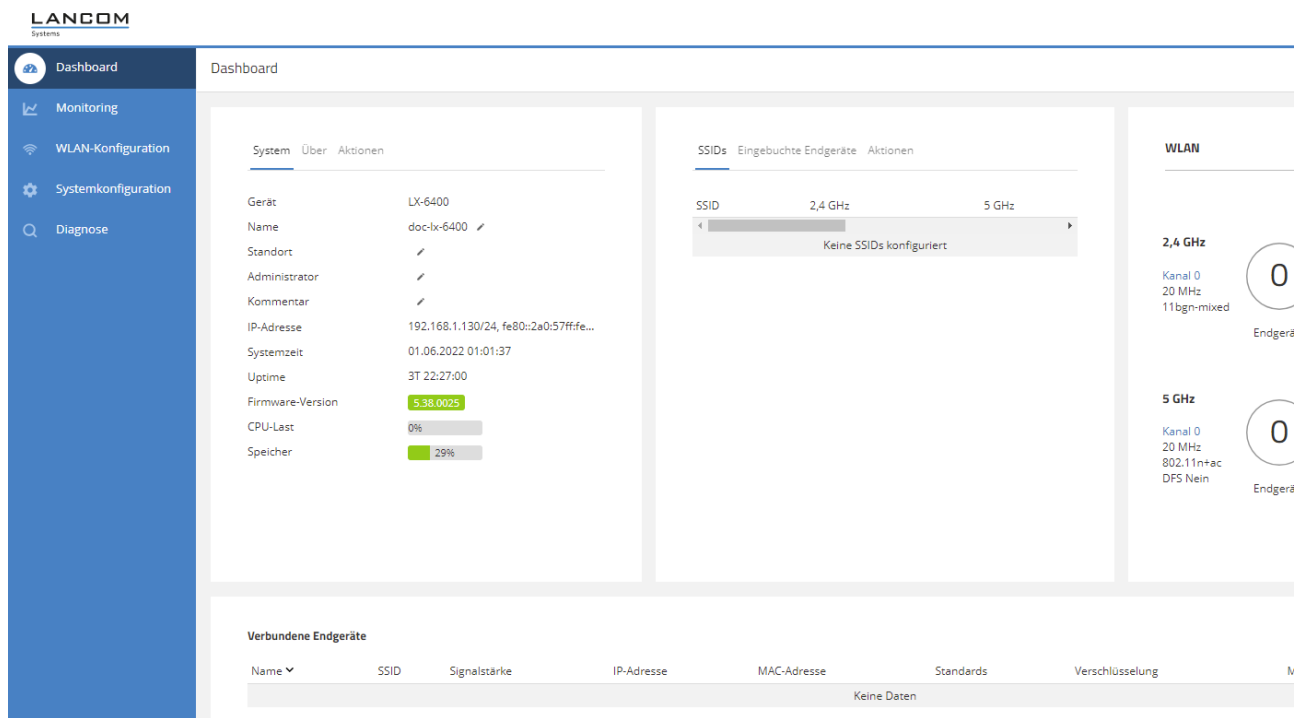 LANCOM
Systems
Dashboard
Monitoring
WLAN-Konfiguration
Systemkonfiguration
Diagnose
Dashboard
System Über Aktionen
Gerät LX-6400
Name doc-lx-6400
Standort
Administrator
Kommentar
IP-Adresse 192.168.1.130/24, fe80::2a0:57ff:fe...
Systemzeit 01.06.2022 01:01:37
Uptime 3T 22:27:00
Firmware-Version 5.38.0025
CPU-Last 0%
Speicher 29%
SSIDs Eingebuchte Endgeräte Aktionen
SSID 2,4 GHz 5 GHz
Keine SSIDs konfiguriert
WLAN
2,4 GHz
Kanal 0
20 MHz
11bgn-mixed
0
Endgerä
5 GHz
Kanal 0
20 MHz
802.11n+ac
DFS Nein
0
Endgerä
Verbundene Endgeräte
Name SSID Signalstärke IP-Adresse MAC-Adresse Standards Verschlüsselung M
Keine Daten